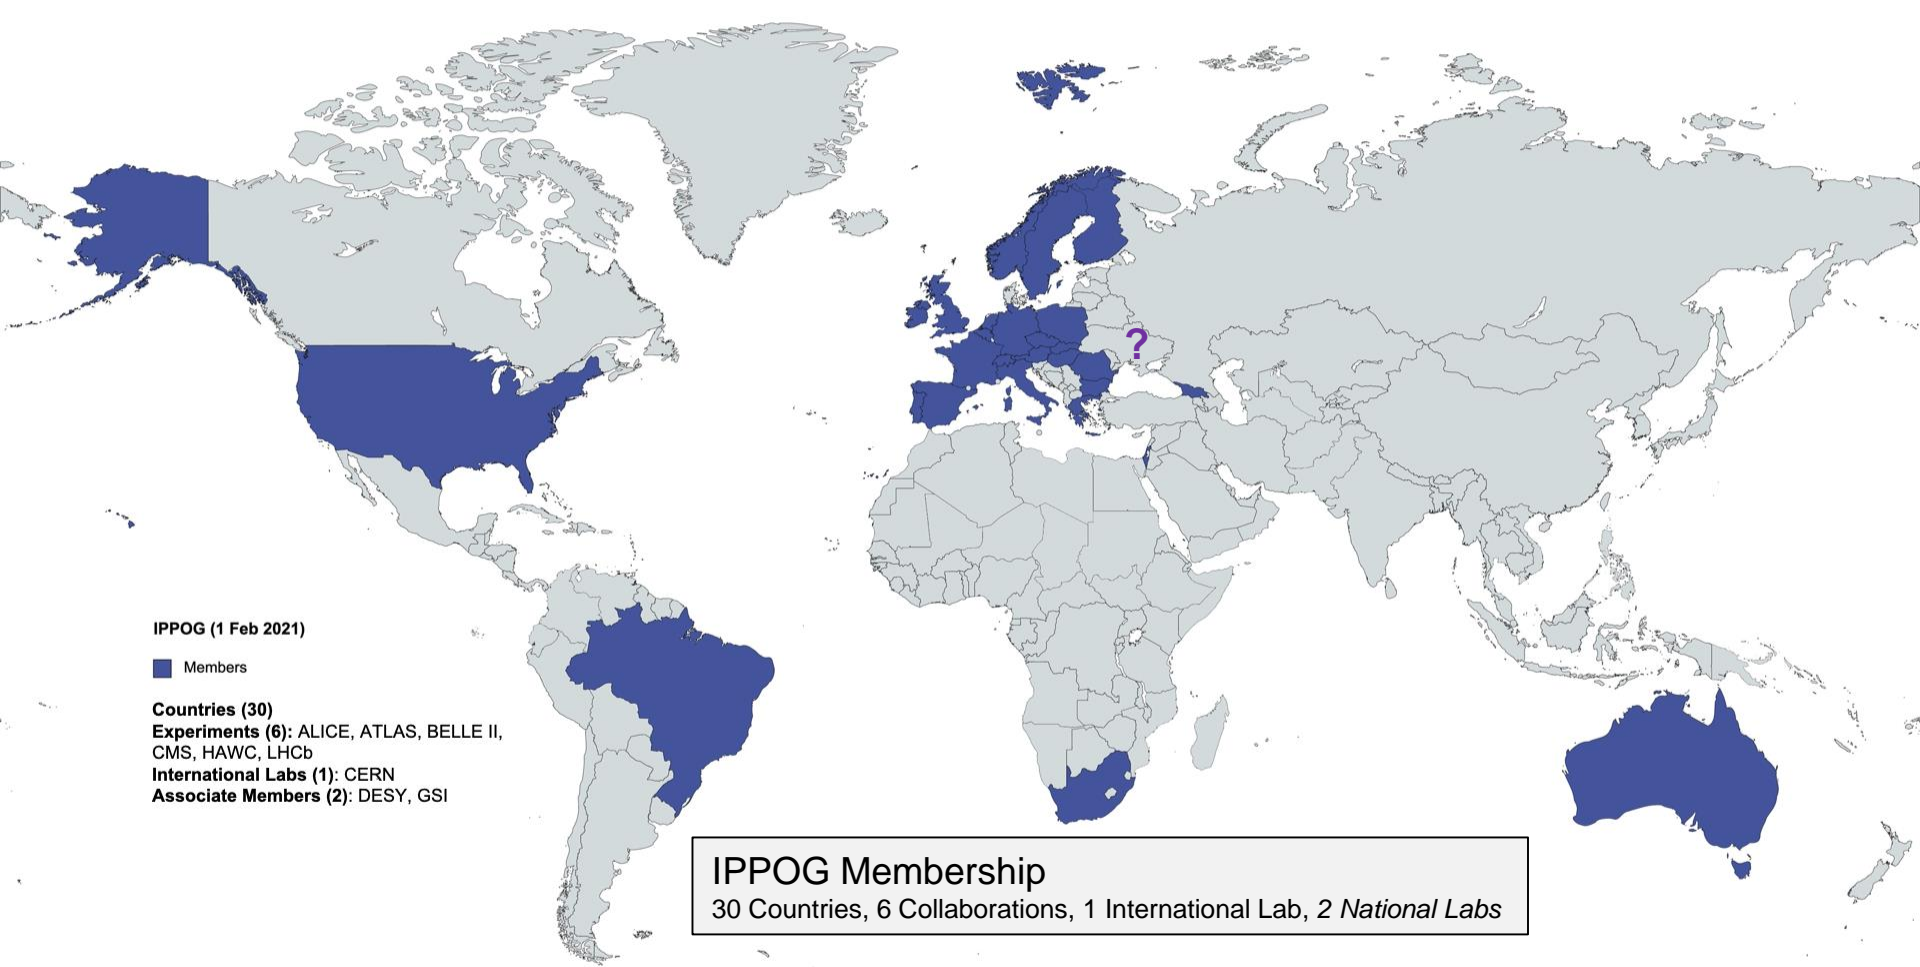 ?
IPPOG (1 Feb 2021)
Members
Countries (30)
Experiments (6): ALICE, ATLAS, BELLE II,
CMS, HAWC, LHCb
International Labs (1): CERN
Associate Members (2): DESY, GSI
IPPOG Membership
30 Countries, 6 Collaborations, 1 International Lab, 2 National Labs